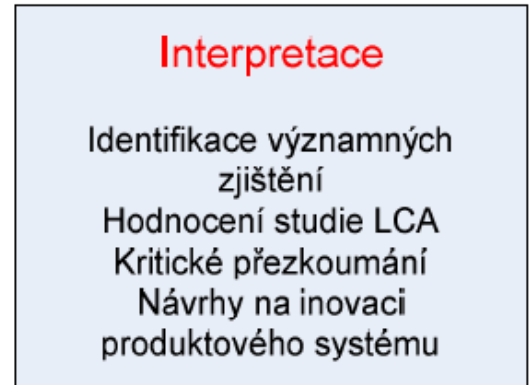 Interpretace
Identifikace významných
zjištění
Hodnocení studie LCA
Kritické přezkoumání
Návrhy na inovaci
produktového systému